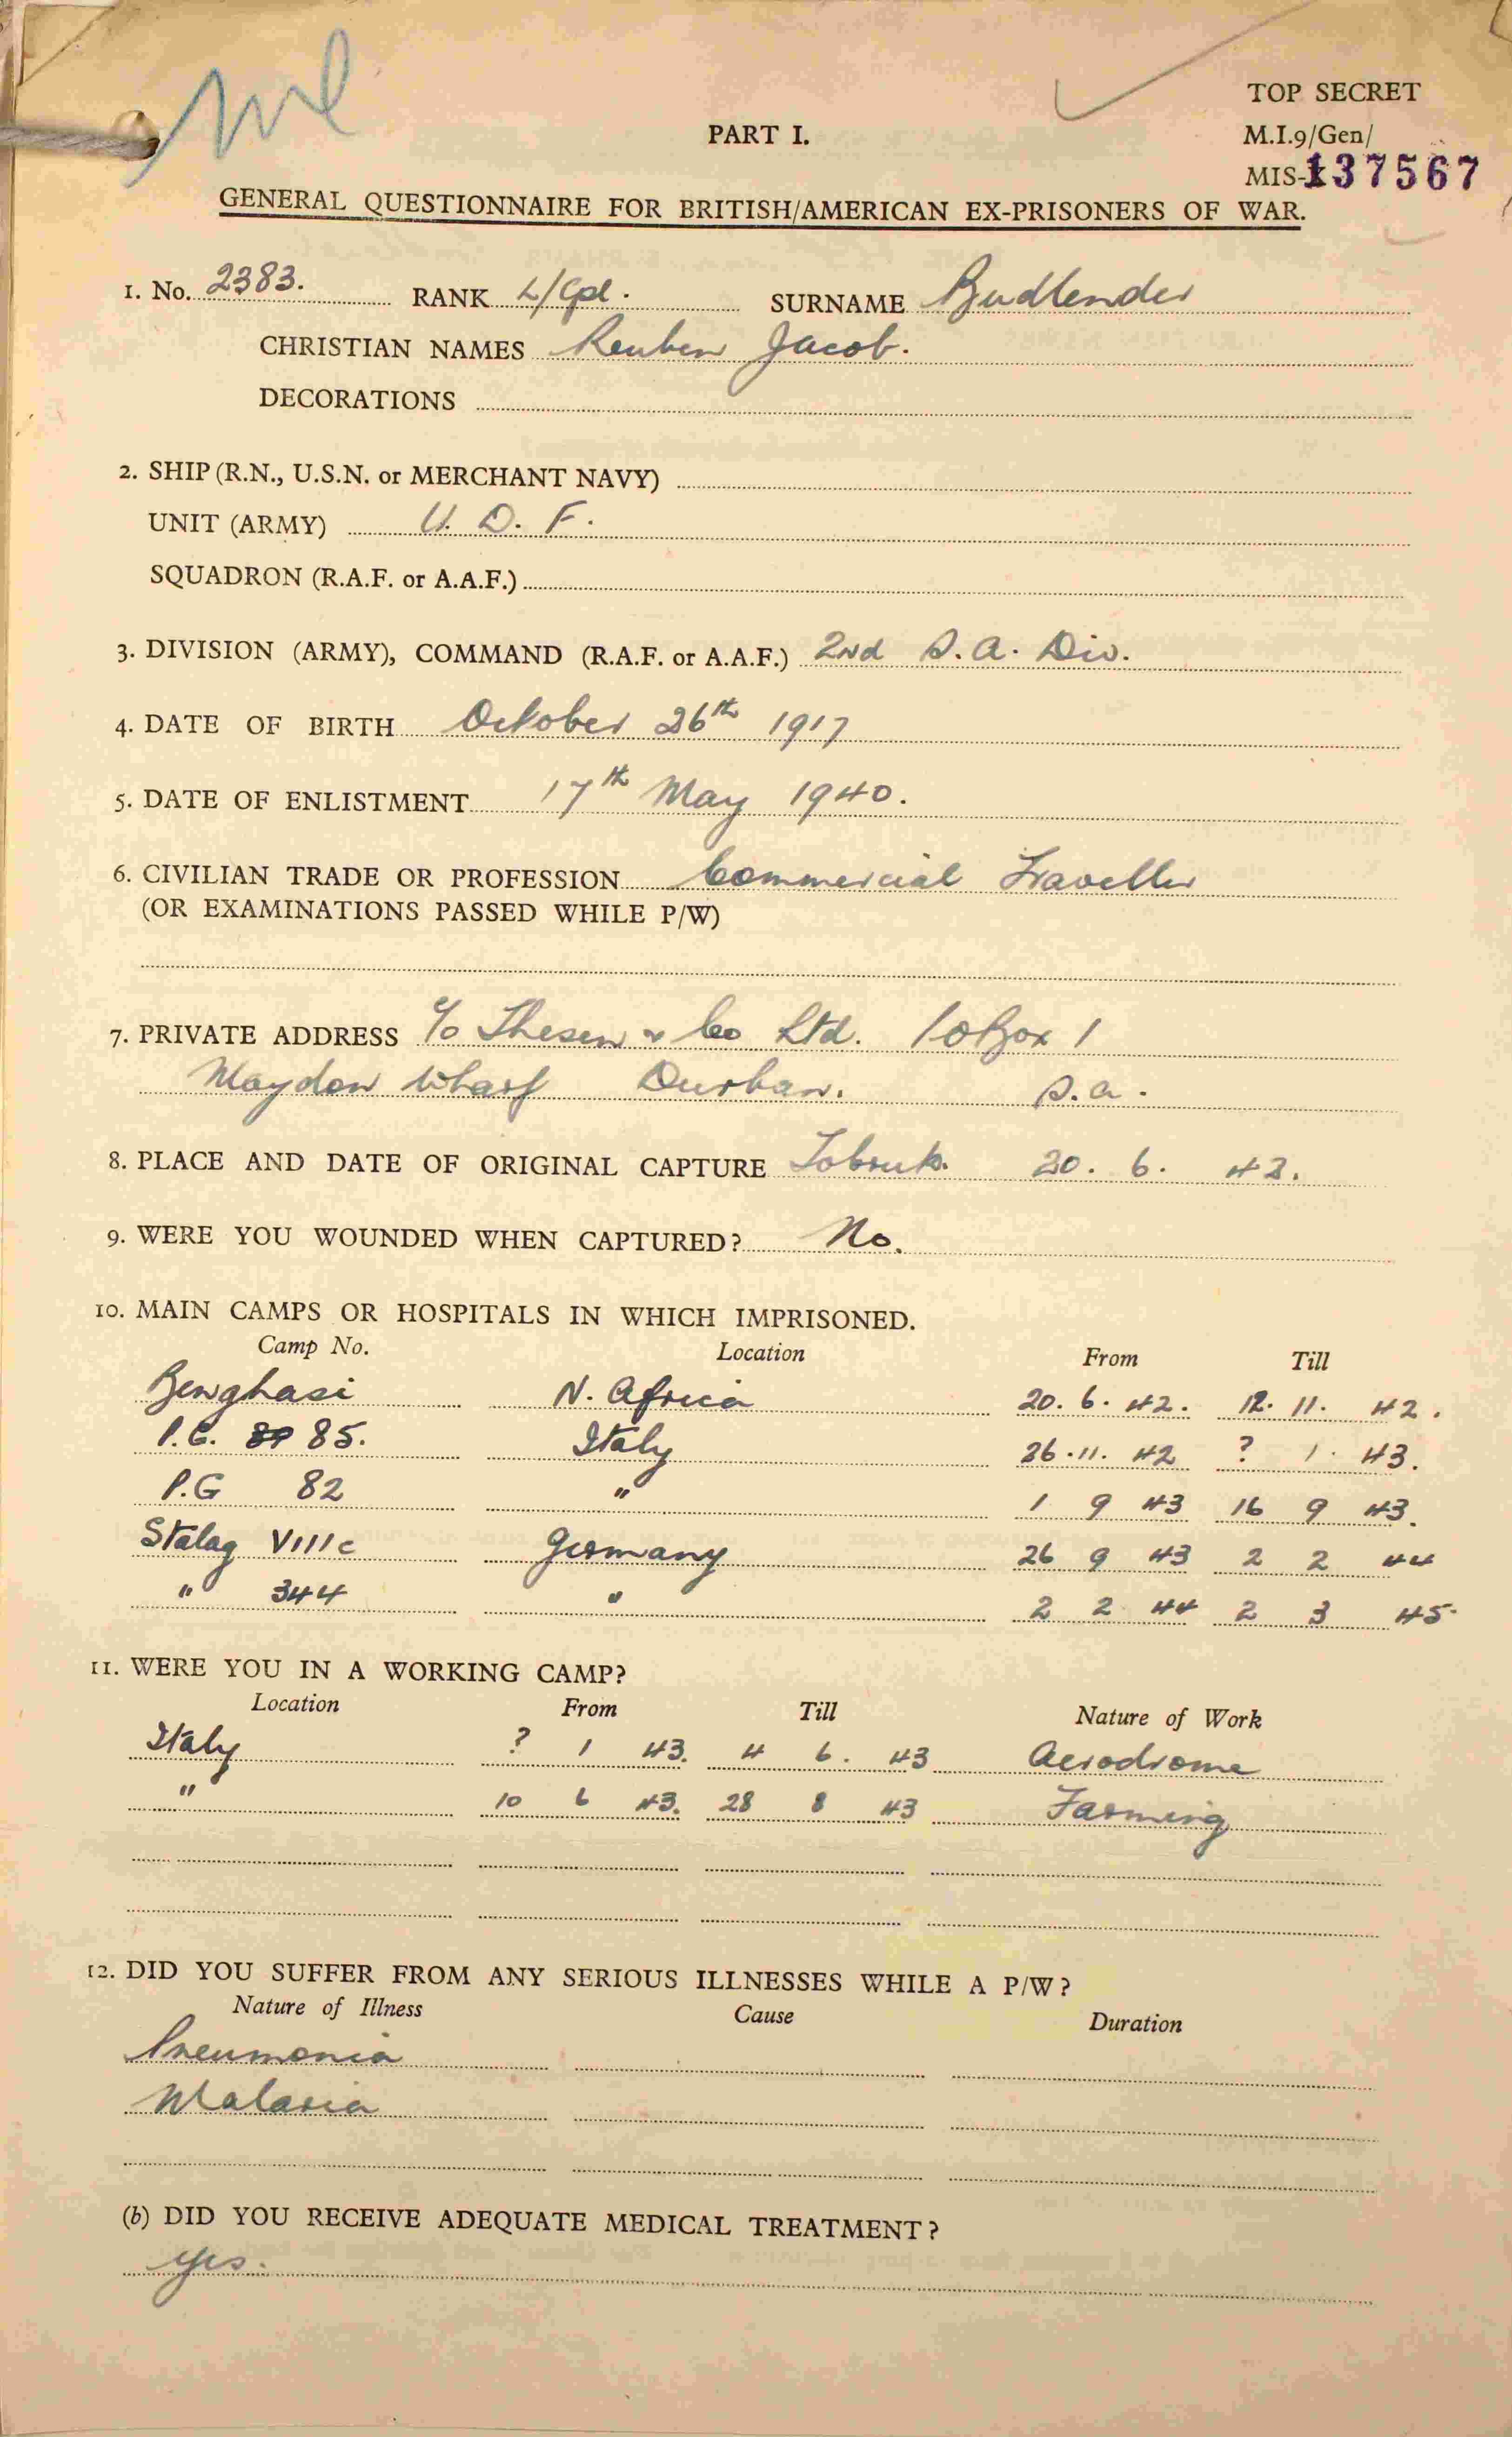 TOP SECRET
PART I.
M.I.9/Gen/
MIS-137567
GENERAL QUESTIONNAIRE FOR BRITISH/AMERICAN EX-PRISONERS OF WAR.
1. No. 2383. RANK L/Cpl. SURNAME Budlender
CHRISTIAN NAMES Reuben Jacob.
DECORATIONS
2. SHIP (R.N., U.S.N. or MERCHANT NAVY)
UNIT (ARMY) U. D. F.
SQUADRON (R.A.F. or A.A.F.)
3. DIVISION (ARMY), COMMAND (R.A.F. or A.A.F.) 2nd S.A. Div.
4. DATE OF BIRTH October 26th 1917
5. DATE OF ENLISTMENT 17th May 1940.
6. CIVILIAN TRADE OR PROFESSION Commercial Traveller
(OR EXAMINATIONS PASSED WHILE P/W)
7. PRIVATE ADDRESS c/o Thesen & Co Ltd. PO Box 1
Maydon Wharf Durban. S.A.
8. PLACE AND DATE OF ORIGINAL CAPTURE Tobruk. 20. 6. 42.
9. WERE YOU WOUNDED WHEN CAPTURED? No.
10. MAIN CAMPS OR HOSPITALS IN WHICH IMPRISONED.
Camp No. Location From Till
Benghasi N. Africa 20. 6. 42. 12. 11. 42.
P.G. 85. Italy 26.11. 42 ? 1. 43.
P.G 82 " 1 9 43 16 9 43.
Stalag VIIIc Germany 26 9 43 2 2 44
" 344 " 2 2 44 2 3 45.
11. WERE YOU IN A WORKING CAMP?
Location From Till Nature of Work
Italy ? 1 43. 4 6. 43 Aerodrome
" 10 6 43. 28 8 43 Farming
12. DID YOU SUFFER FROM ANY SERIOUS ILLNESSES WHILE A P/W?
Nature of Illness Cause Duration
Pneumonia
Malaria
(b) DID YOU RECEIVE ADEQUATE MEDICAL TREATMENT?
yes.